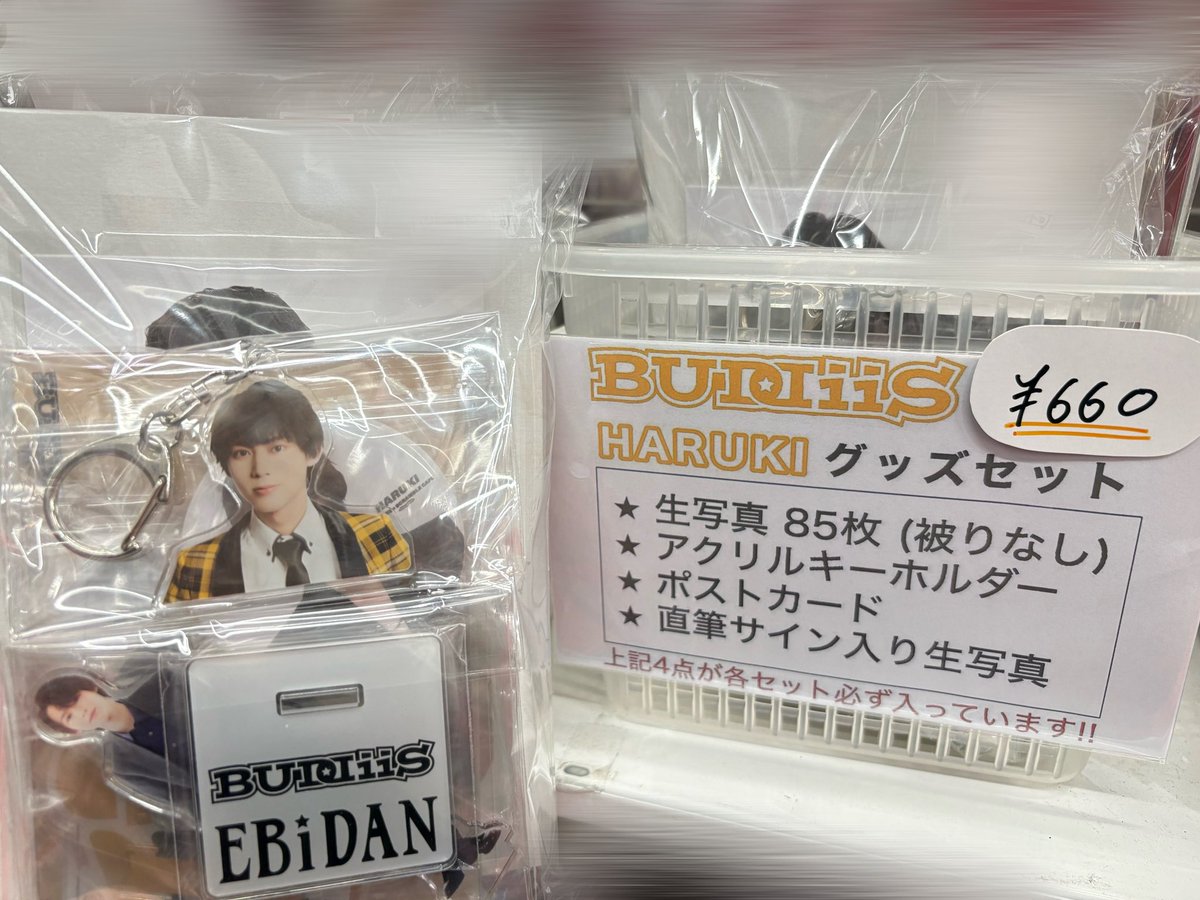 HARUKI
BUDDiiS
EBiDAN
BUDDiiS
¥660
HARUKI グッズセット
★ 生写真 85枚 (被りなし)
★ アクリルキーホルダー
★ ポストカード
★ 直筆サイン入り生写真
上記4点が各セット必ず入っています!!